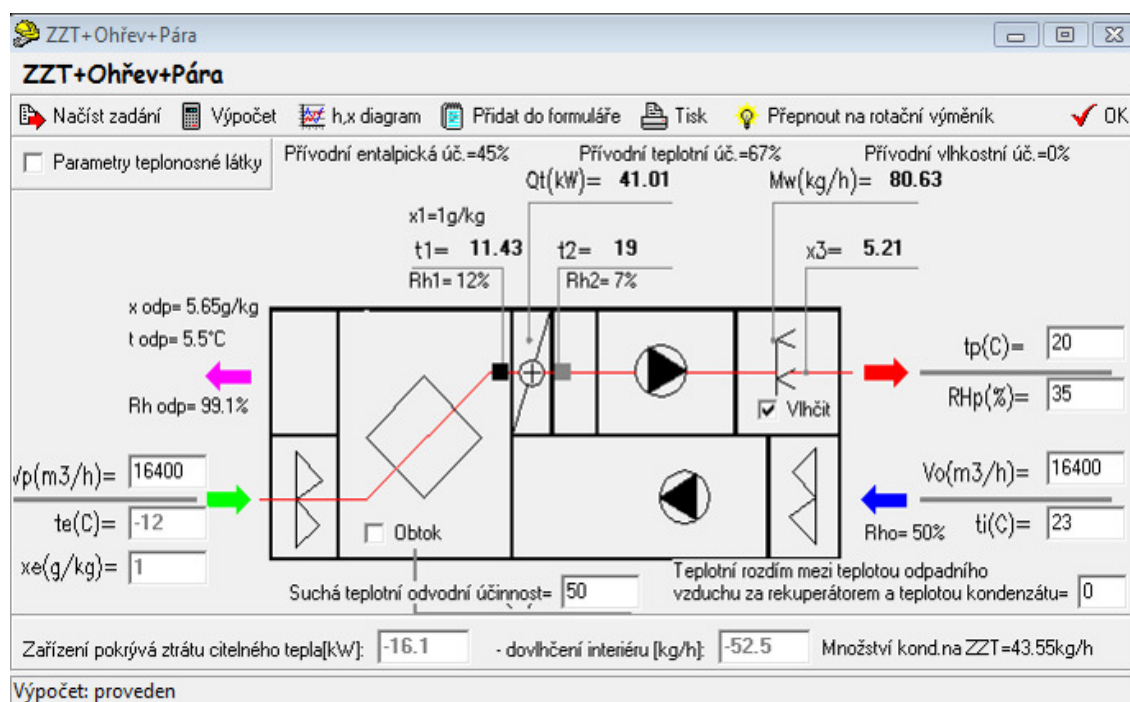 ZZT+Ohřev+Pára
ZZT+Ohřev+Pára
Načíst zadání Výpočet h,x diagram Přidat do formuláře Tisk Přepnout na rotační výměník OK
Parametry teplonosné látky
Přívodní entalpická úč.=45% Přívodní teplotní úč.=67% Přívodní vlhkostní úč.=0%
Qt(kW)= 41.01 Mw(kg/h)= 80.63
x1=1g/kg
t1= 11.43 t2= 19 x3= 5.21
Rh1= 12% Rh2= 7%
x odp= 5.65g/kg
t odp= 5.5°C
tp(C)= 20
Rh odp= 99.1%
Vlhčit
RHp(%)= 35
Vp(m3/h)= 16400
Vo(m3/h)= 16400
te(C)= -12
Obtok
Rho= 50% ti(C)= 23
xe(g/kg)= 1
Suchá teplotní odvodní účinnost= 50
Teplotní rozdím mezi teplotou odpadního
vzduchu za rekuperátorem a teplotou kondenzátu= 0
Zařízení pokrývá ztrátu citelného tepla[kW]: -16.1 - dovlhčení interiéru [kg/h]: -52.5 Množství kond.na ZZT=43.55kg/h
Výpočet: proveden